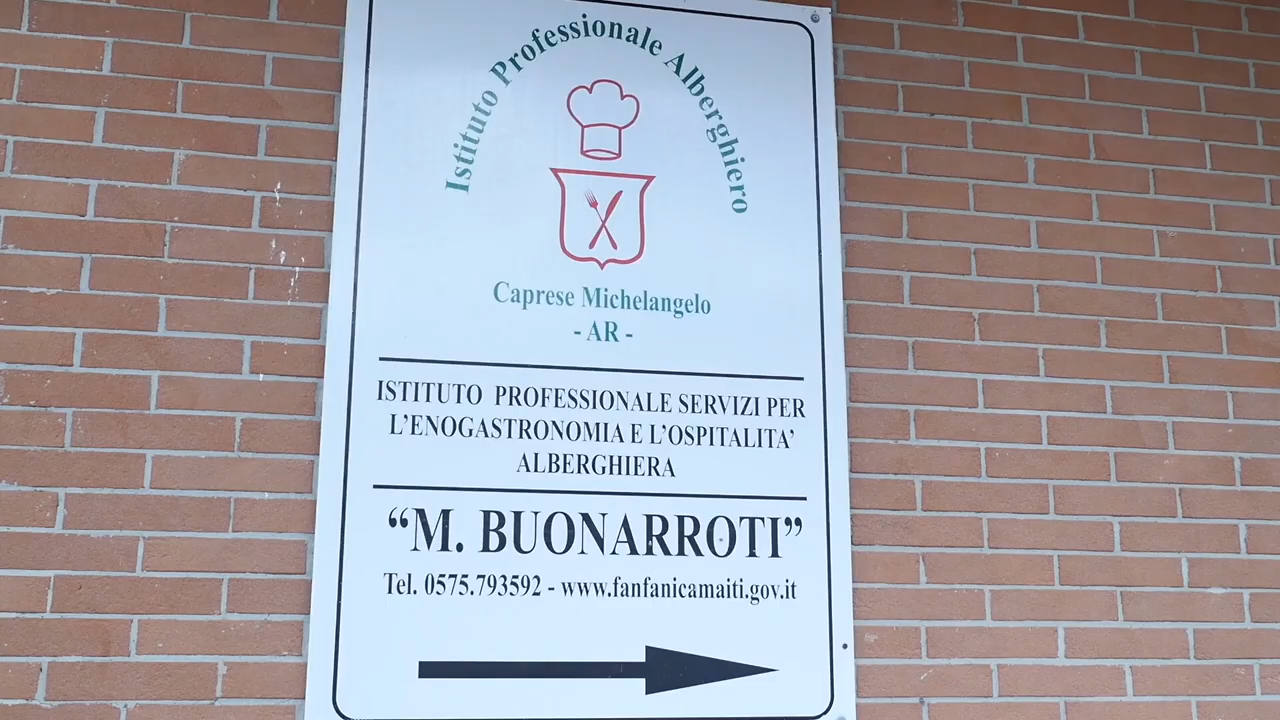 Istituto Professionale Alberghiero
Caprese Michelangelo
- AR -
ISTITUTO PROFESSIONALE SERVIZI PER
L'ENOGASTRONOMIA E L'OSPITALITA'
ALBERGHIERA
“M. BUONARROTI”
Tel. 0575.793592 - www.fanfanicamaiti.gov.it